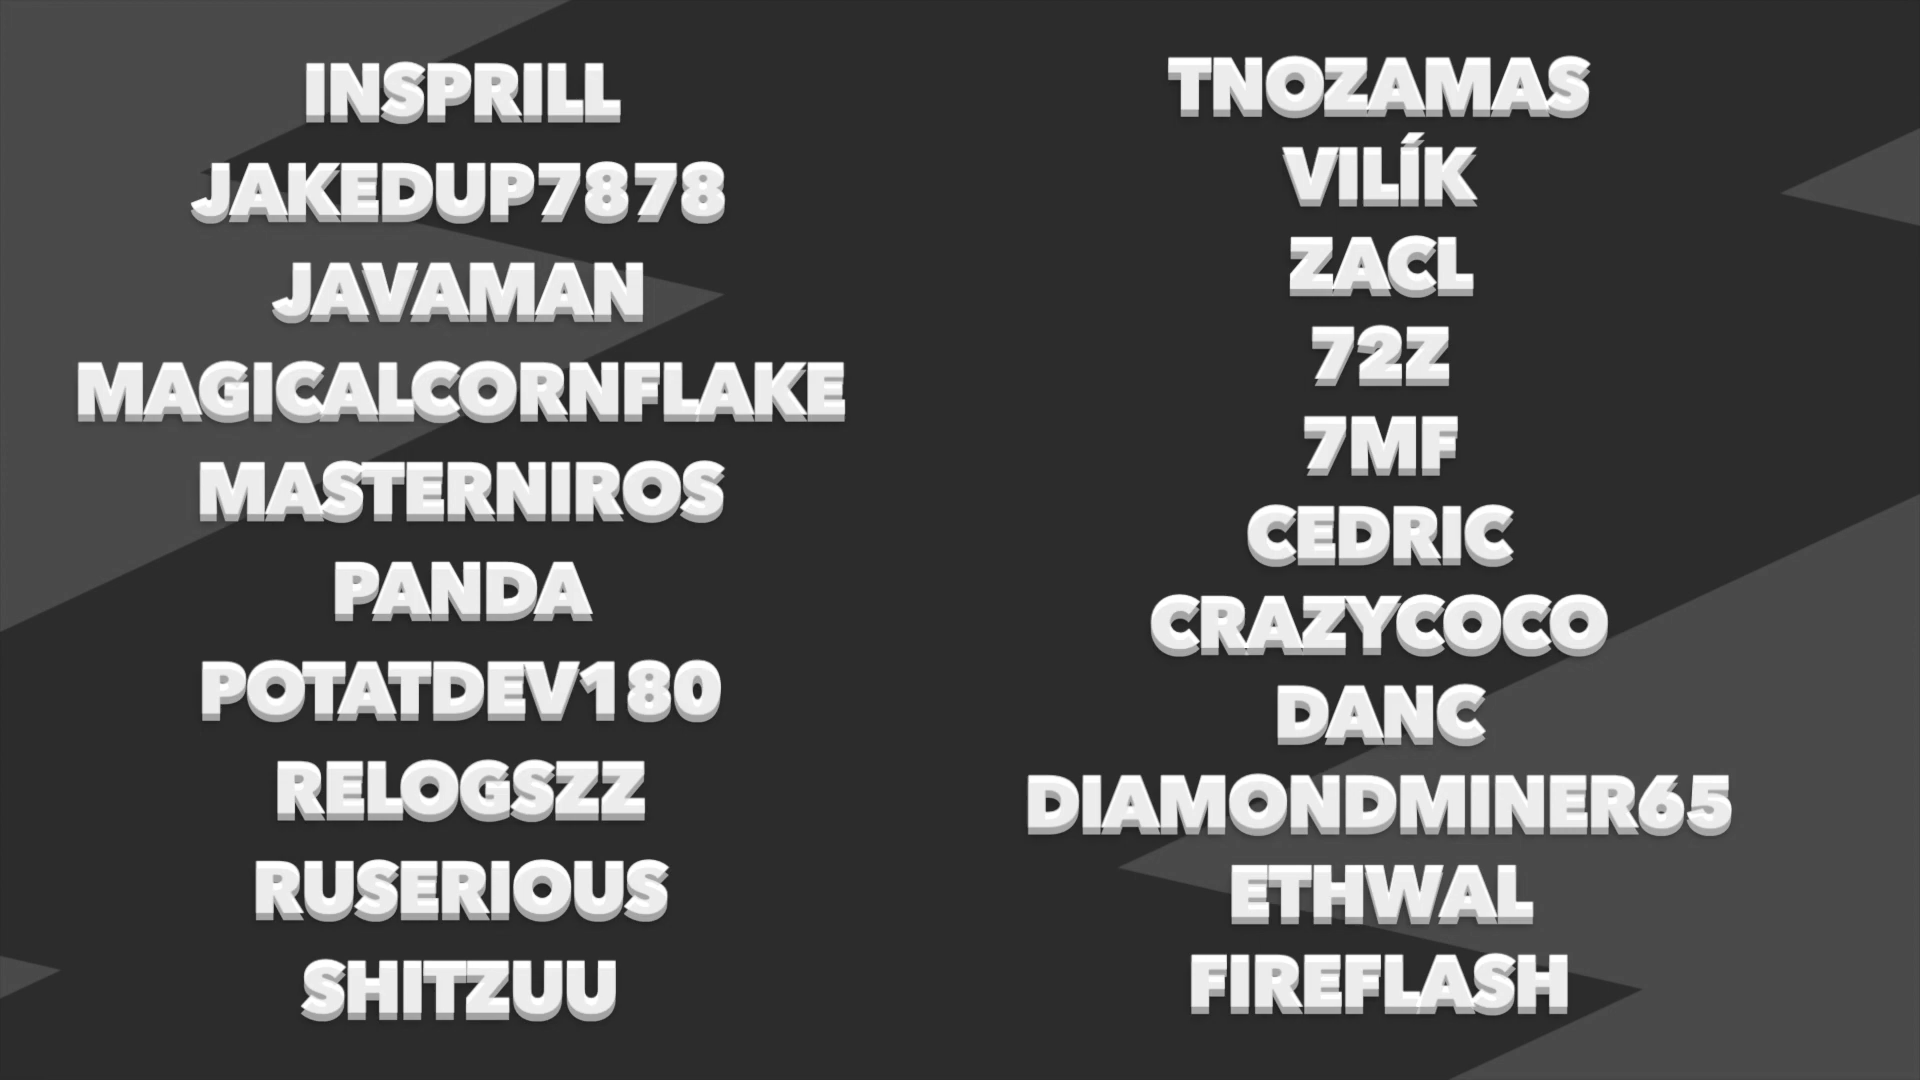 INSPRILL
JAKEDUP7878
JAVAMAN
MAGICALCORNFLAKE
MASTERNIROS
PANDA
POTATDEV180
RELOGSZZ
RUSERIOUS
SHITZUU
TNOZAMAS
VILÍK
ZACL
72Z
7MF
CEDRIC
CRAZYCOCO
DANC
DIAMONDMINER65
ETHWAL
FIREFLASH